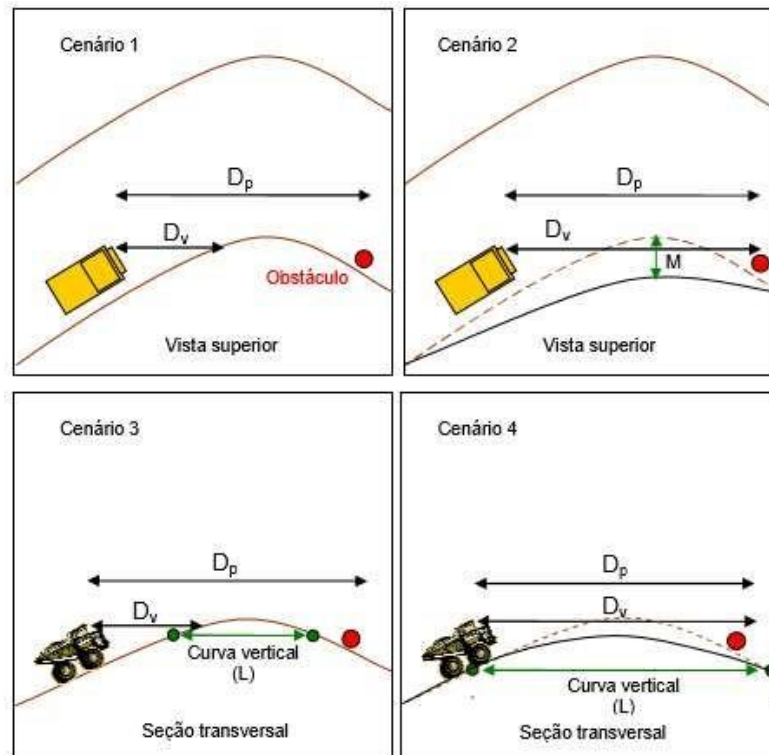 Cenário 1
Dp
Dv
Obstáculo
Vista superior
Cenário 2
Dp
Dv
M
Vista superior
Cenário 3
Dp
Dv
Curva vertical
(L)
Seção transversal
Cenário 4
Dp
Dv
Curva vertical
(L)
Seção transversal